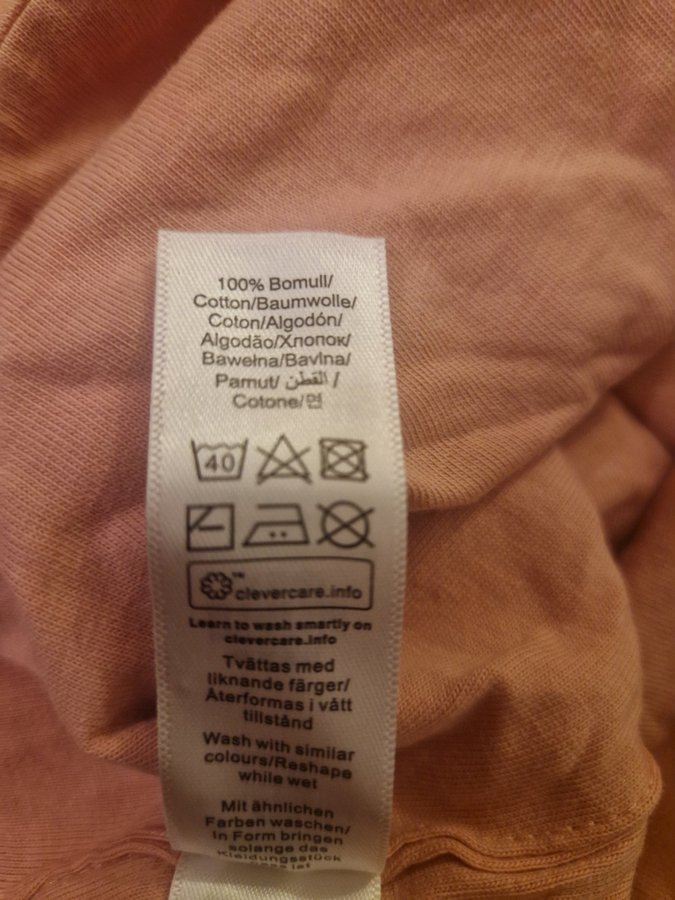 100% Bomull/
Cotton/Baumwolle/
Coton/Algodón/
Algodão/Хлопок/
Bawełna/Bavlna/
Pamut/ القطن /
Cotone/면
40
™
clevercare.info
Learn to wash smartly on
clevercare.info
Tvättas med
liknande färger/
Återformas i vått
tillstånd
Wash with similar
colours/Reshape
while wet
Mit ähnlichen
Farben waschen/
in Form bringen
solange das
Kleidungsstück